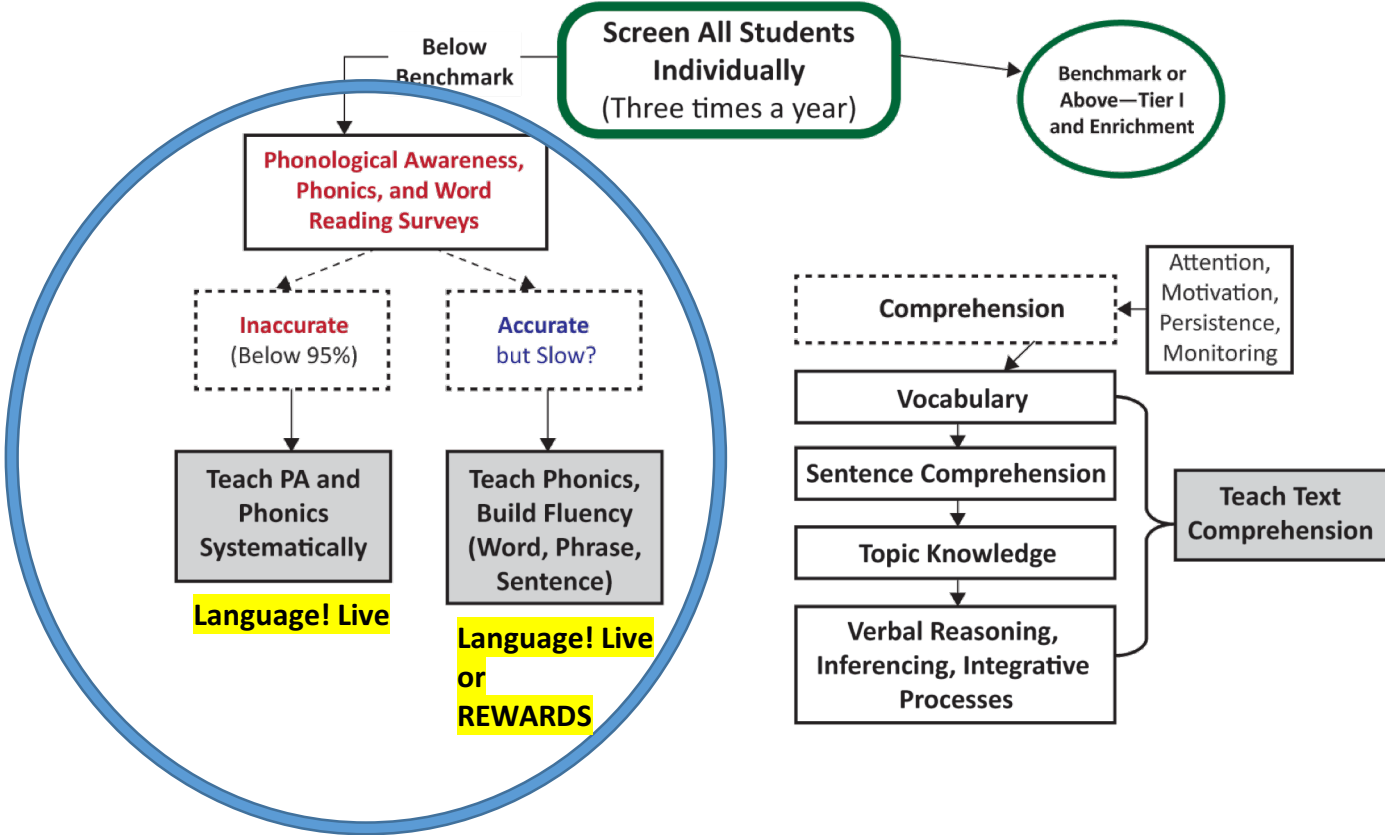 Screen All Students
Individually
(Three times a year)
Below
Benchmark
Benchmark or
Above—Tier I
and Enrichment
Phonological Awareness,
Phonics, and Word
Reading Surveys
Inaccurate
(Below 95%)
Accurate
but Slow?
Teach PA and
Phonics
Systematically
Teach Phonics,
Build Fluency
(Word, Phrase,
Sentence)
Language! Live
Language! Live
or
REWARDS
Comprehension
Attention,
Motivation,
Persistence,
Monitoring
Vocabulary
Sentence Comprehension
Topic Knowledge
Verbal Reasoning,
Inferencing, Integrative
Processes
Teach Text
Comprehension